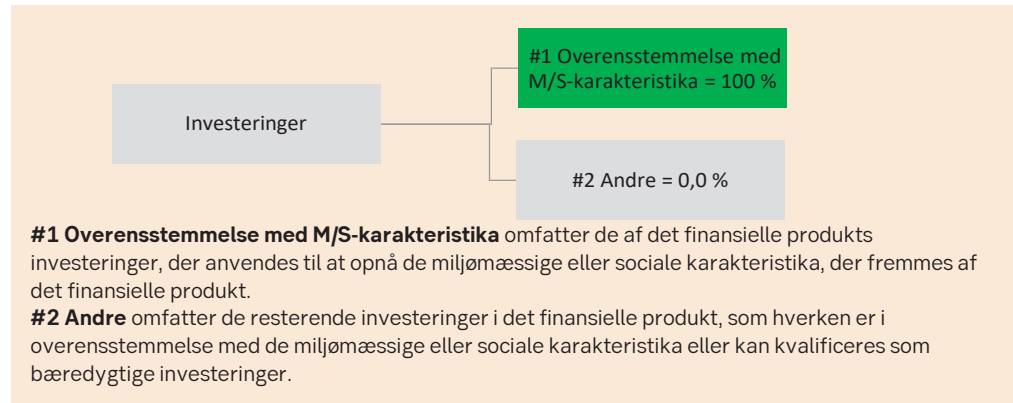 #1 Overensstemmelse med
M/S-karakteristika = 100 %
Investeringer
#2 Andre = 0,0 %
#1 Overensstemmelse med M/S-karakteristika omfatter de af det finansielle produkts
investeringer, der anvendes til at opnå de miljømæssige eller sociale karakteristika, der fremmes af
det finansielle produkt.
#2 Andre omfatter de resterende investeringer i det finansielle produkt, som hverken er i
overensstemmelse med de miljømæssige eller sociale karakteristika eller kan kvalificeres som
bæredygtige investeringer.